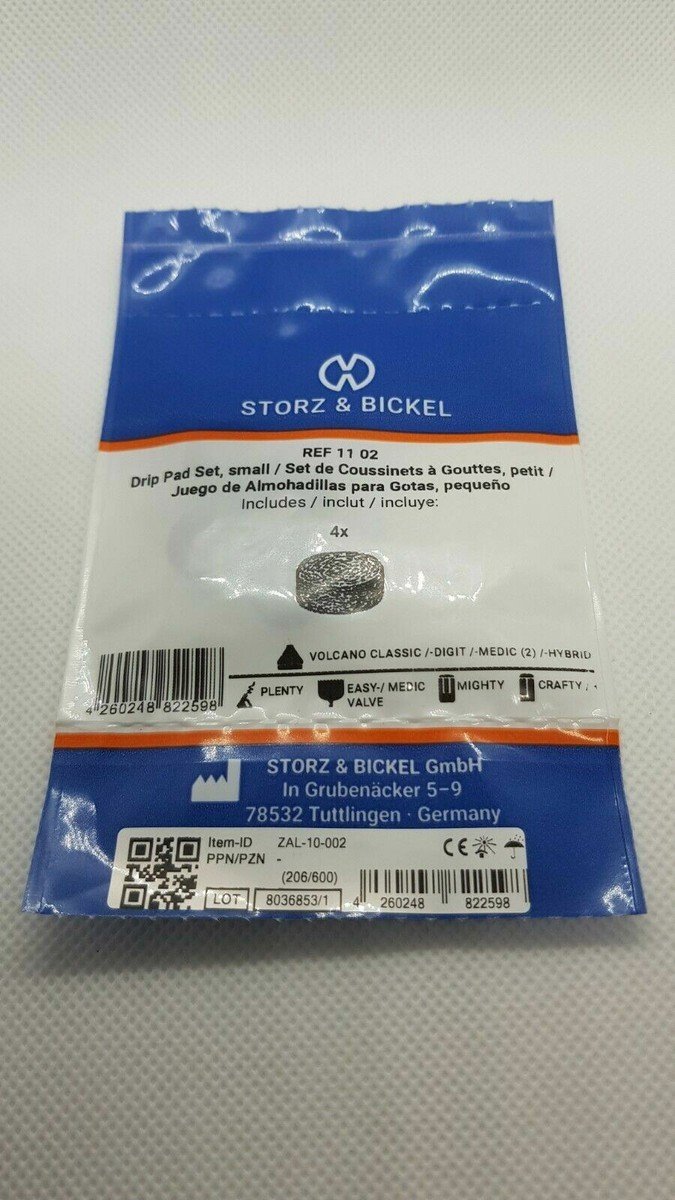 STORZ & BICKEL
REF 11 02
Drip Pad Set, small / Set de Coussinets à Gouttes, petit /
Juego de Almohadillas para Gotas, pequeño
Includes / inclut / incluye:
4x
VOLCANO CLASSIC /-DIGIT /-MEDIC (2) /-HYBRID
PLENTY
EASY-/ MEDIC
VALVE
MIGHTY
CRAFTY /
4 260248 822598
STORZ & BICKEL GmbH
In Grubenäcker 5-9
78532 Tuttlingen · Germany
Item-ID ZAL-10-002
PPN/PZN -
(206/600)
CE
LOT 8036853/1
4 260248 822598